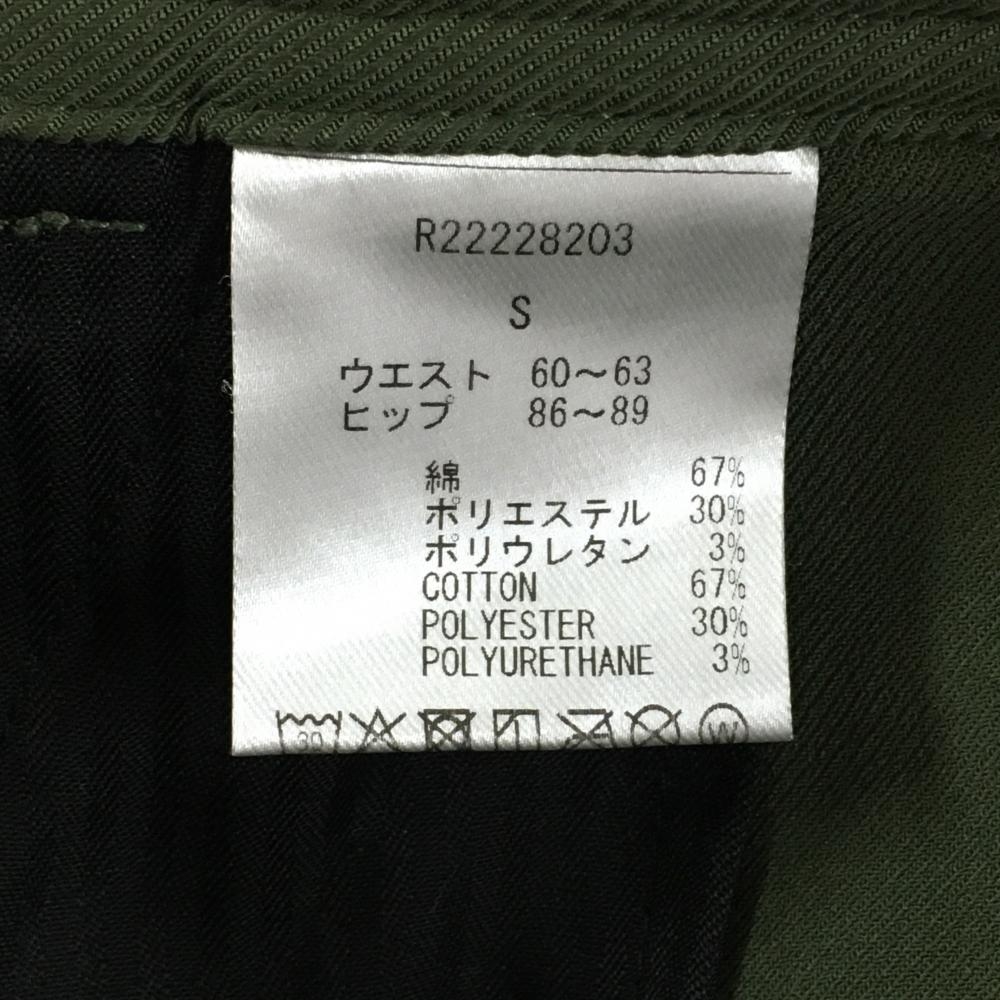 R22228203
S
ウエスト 60～63
ヒップ 86～89
綿 67%
ポリエステル 30%
ポリウレタン 3%
COTTON 67%
POLYESTER 30%
POLYURETHANE 3%
30 W